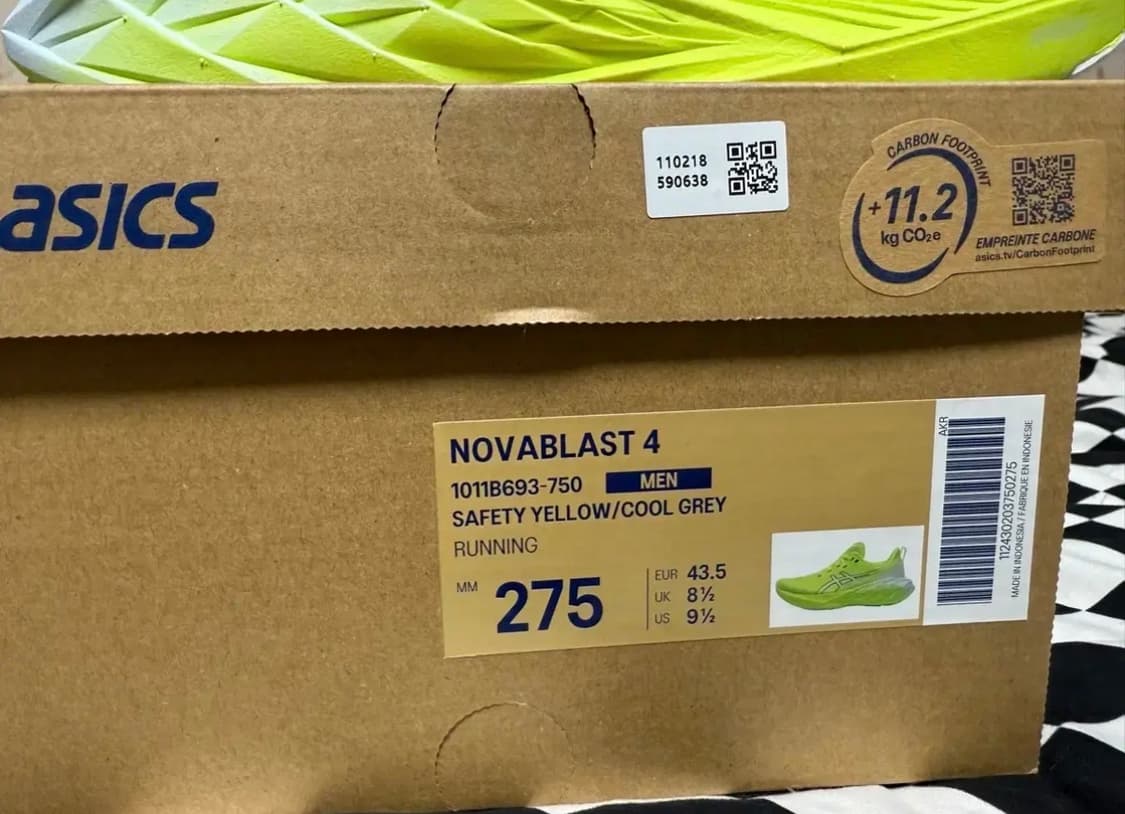 asics
110218
590638
CARBON FOOTPRINT
+11.2
kg CO₂e
EMPREINTE CARBONE
asics.tv/CarbonFootprint
NOVABLAST 4
1011B693-750 MEN
SAFETY YELLOW/COOL GREY
RUNNING
MM 275
EUR 43.5
UK 8½
US 9½
AKR
112430203750275
MADE IN INDONESIA / FABRIQUE EN INDONESIE